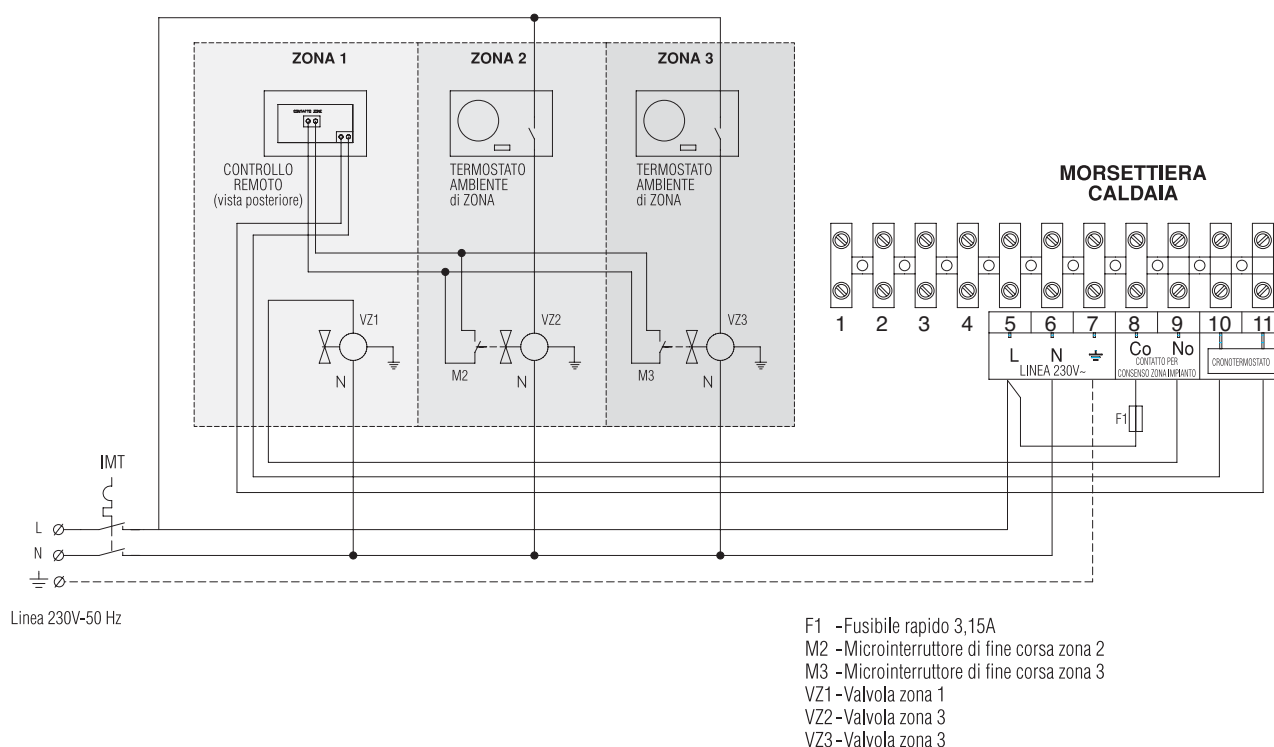 ZONA 1
ZONA 2
ZONA 3
CONTATTO ZONE
CONTROLLO
REMOTO
(vista posteriore)
TERMOSTATO
AMBIENTE
di ZONA
TERMOSTATO
AMBIENTE
di ZONA
MORSETTIERA
CALDAIA
1 2 3 4 5 6 7 8 9 10 11
L N Co No
LINEA 230V~
CONTATTO PER
CONSENSO ZONA IMPIANTO
CRONOTERMOSTATO
VZ1
N
M2
VZ2
N
M3
VZ3
N
F1
IMT
L
N
Linea 230V-50 Hz
F1 -Fusibile rapido 3,15A
M2 -Microinterruttore di fine corsa zona 2
M3 -Microinterruttore di fine corsa zona 3
VZ1-Valvola zona 1
VZ2-Valvola zona 3
VZ3-Valvola zona 3